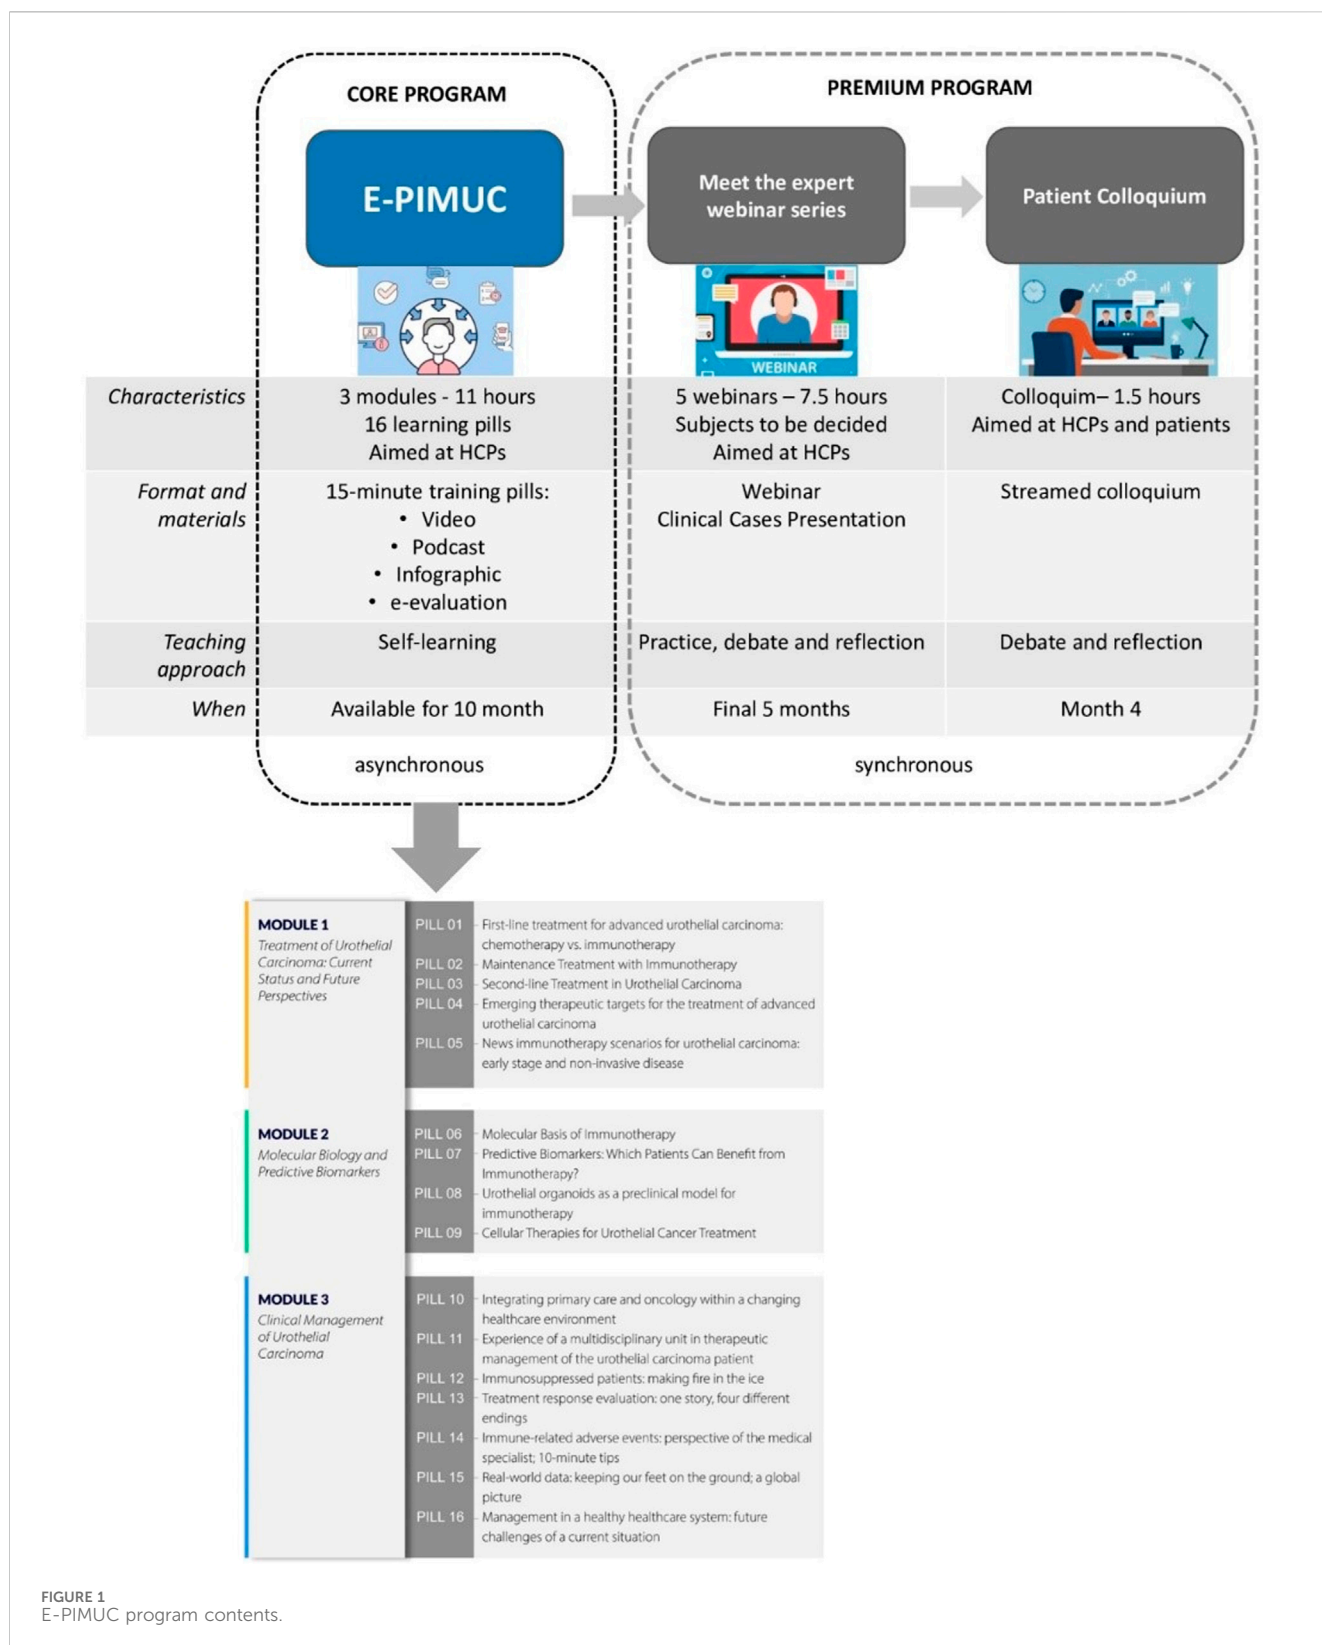 CORE PROGRAM
PREMIUM PROGRAM
E-PIMUC
Meet the expert
webinar series
Patient Colloquium
WEBINAR
Characteristics
3 modules - 11 hours
16 learning pills
Aimed at HCPs
5 webinars – 7.5 hours
Subjects to be decided
Aimed at HCPs
Colloquim– 1.5 hours
Aimed at HCPs and patients
Format and
materials
15-minute training pills:
• Video
• Podcast
• Infographic
• e-evaluation
Webinar
Clinical Cases Presentation
Streamed colloquium
Teaching
approach
Self-learning
Practice, debate and reflection
Debate and reflection
When
Available for 10 month
Final 5 months
Month 4
asynchronous
synchronous
MODULE 1
Treatment of Urothelial
Carcinoma: Current
Status and Future
Perspectives
PILL 01 First-line treatment for advanced urothelial carcinoma:
chemotherapy vs. immunotherapy
PILL 02 Maintenance Treatment with Immunotherapy
PILL 03 Second-line Treatment in Urothelial Carcinoma
PILL 04 Emerging therapeutic targets for the treatment of advanced
urothelial carcinoma
PILL 05 News immunotherapy scenarios for urothelial carcinoma:
early stage and non-invasive disease
MODULE 2
Molecular Biology and
Predictive Biomarkers
PILL 06 Molecular Basis of Immunotherapy
PILL 07 Predictive Biomarkers: Which Patients Can Benefit from
Immunotherapy?
PILL 08 Urothelial organoids as a preclinical model for
immunotherapy
PILL 09 Cellular Therapies for Urothelial Cancer Treatment
MODULE 3
Clinical Management
of Urothelial
Carcinoma
PILL 10 Integrating primary care and oncology within a changing
healthcare environment
PILL 11 Experience of a multidisciplinary unit in therapeutic
management of the urothelial carcinoma patient
PILL 12 Immunosuppressed patients: making fire in the ice
PILL 13 Treatment response evaluation: one story, four different
endings
PILL 14 Immune-related adverse events: perspective of the medical
specialist; 10-minute tips
PILL 15 Real-world data: keeping our feet on the ground; a global
picture
PILL 16 Management in a healthy healthcare system: future
challenges of a current situation
FIGURE 1
E-PIMUC program contents.